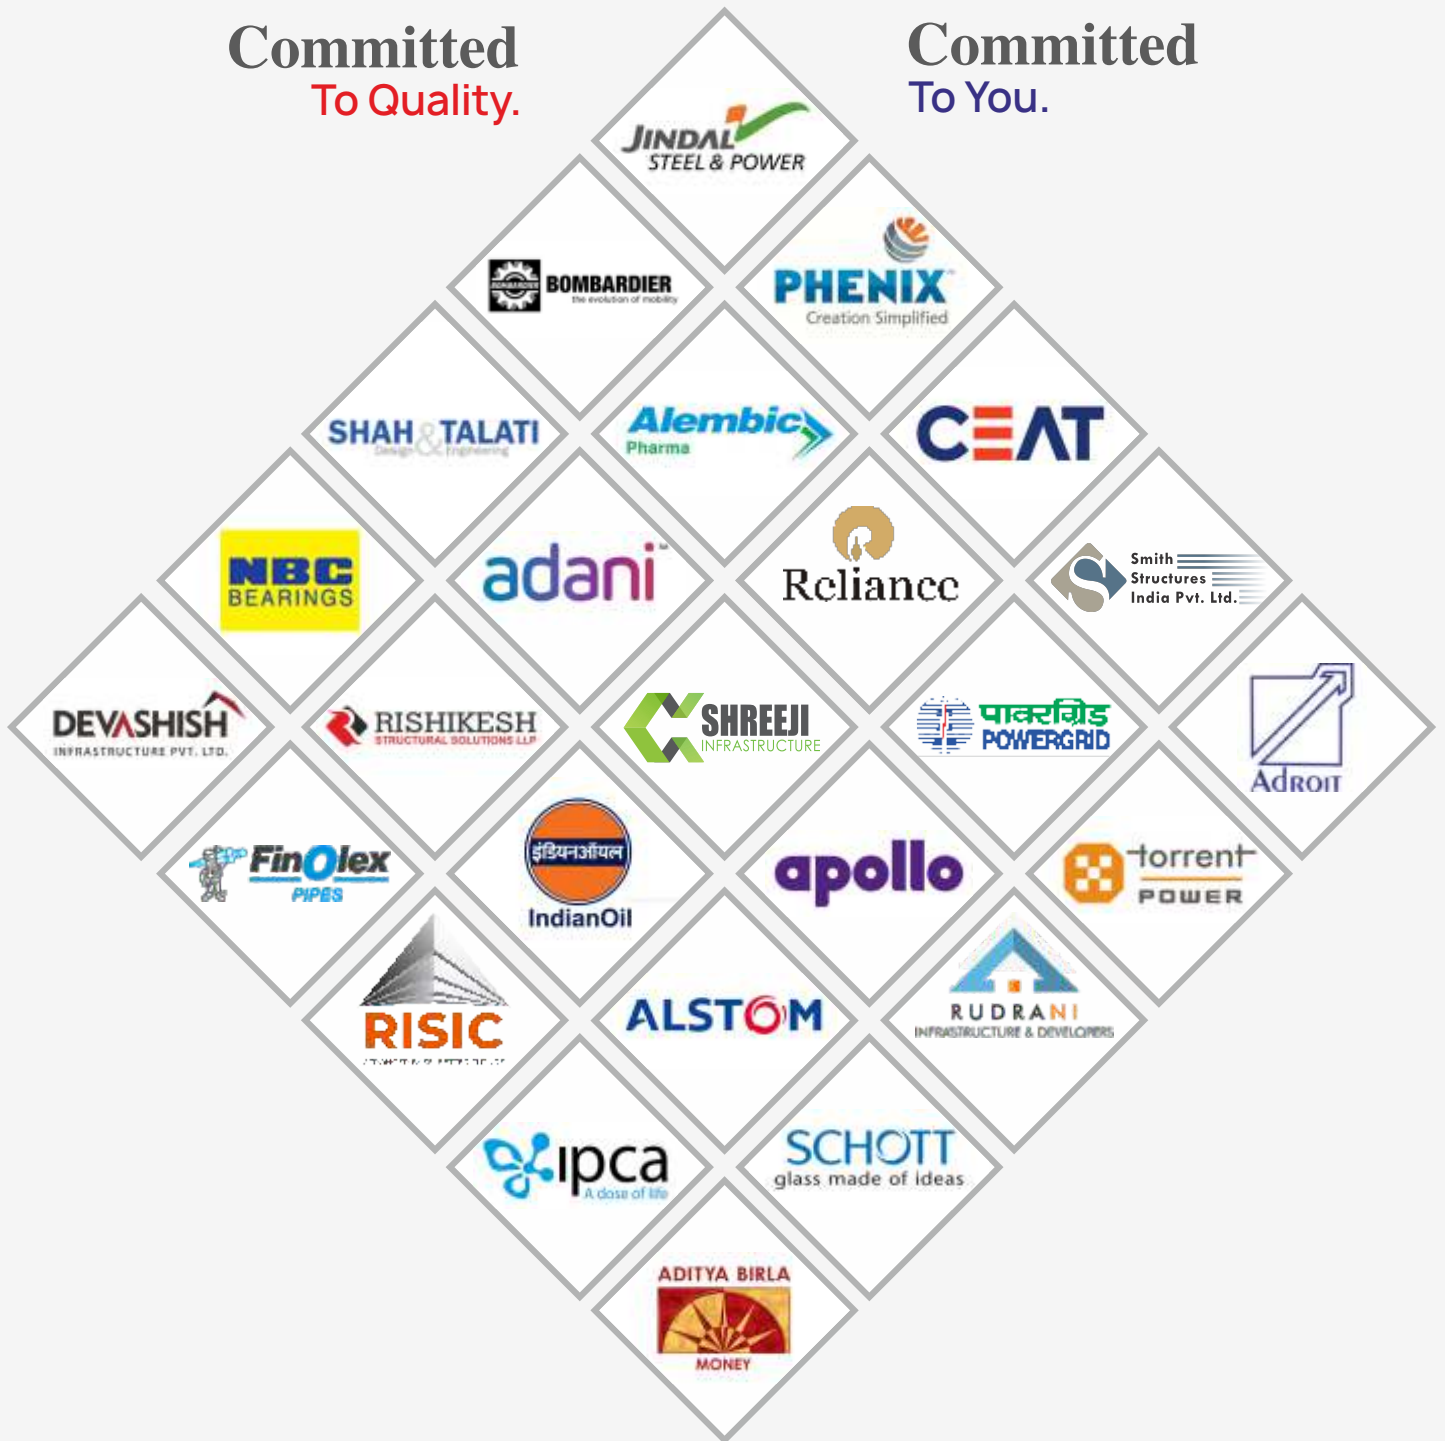 Committed
To Quality.
Committed
To You.
JINDAL
STEEL & POWER
BOMBARDIER
BOMBARDIER
the evolution of mobility
PHENIX
Creation Simplified
SHAH & TALATI
Design Engineering
Alembic
Pharma
CEAT
NBC
BEARINGS
adani
Reliance
S
Smith
Structures
India Pvt. Ltd.
DEVASHISH
INFRASTRUCTURE PVT. LTD.
RISHIKESH
STRUCTURAL SOLUTIONS LLP
SHREEJI
INFRASTRUCTURE
पावरग्रिड
POWERGRID
ADROIT
FinOlex
PIPES
इंडियनऑयल
IndianOil
apollo
torrent
POWER
RISIC
ALSTOM
RUDRANI
INFRASTRUCTURE & DEVELOPERS
ipca
A dose of life
SCHOTT
glass made of ideas
ADITYA BIRLA
MONEY